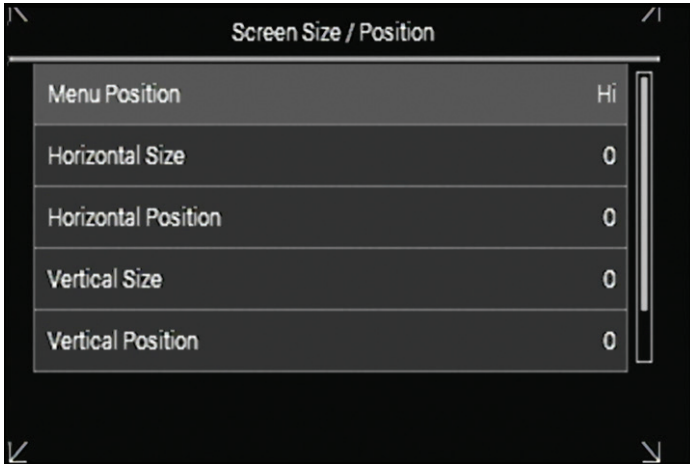 Screen Size / Position
Menu Position Hi
Horizontal Size 0
Horizontal Position 0
Vertical Size 0
Vertical Position 0